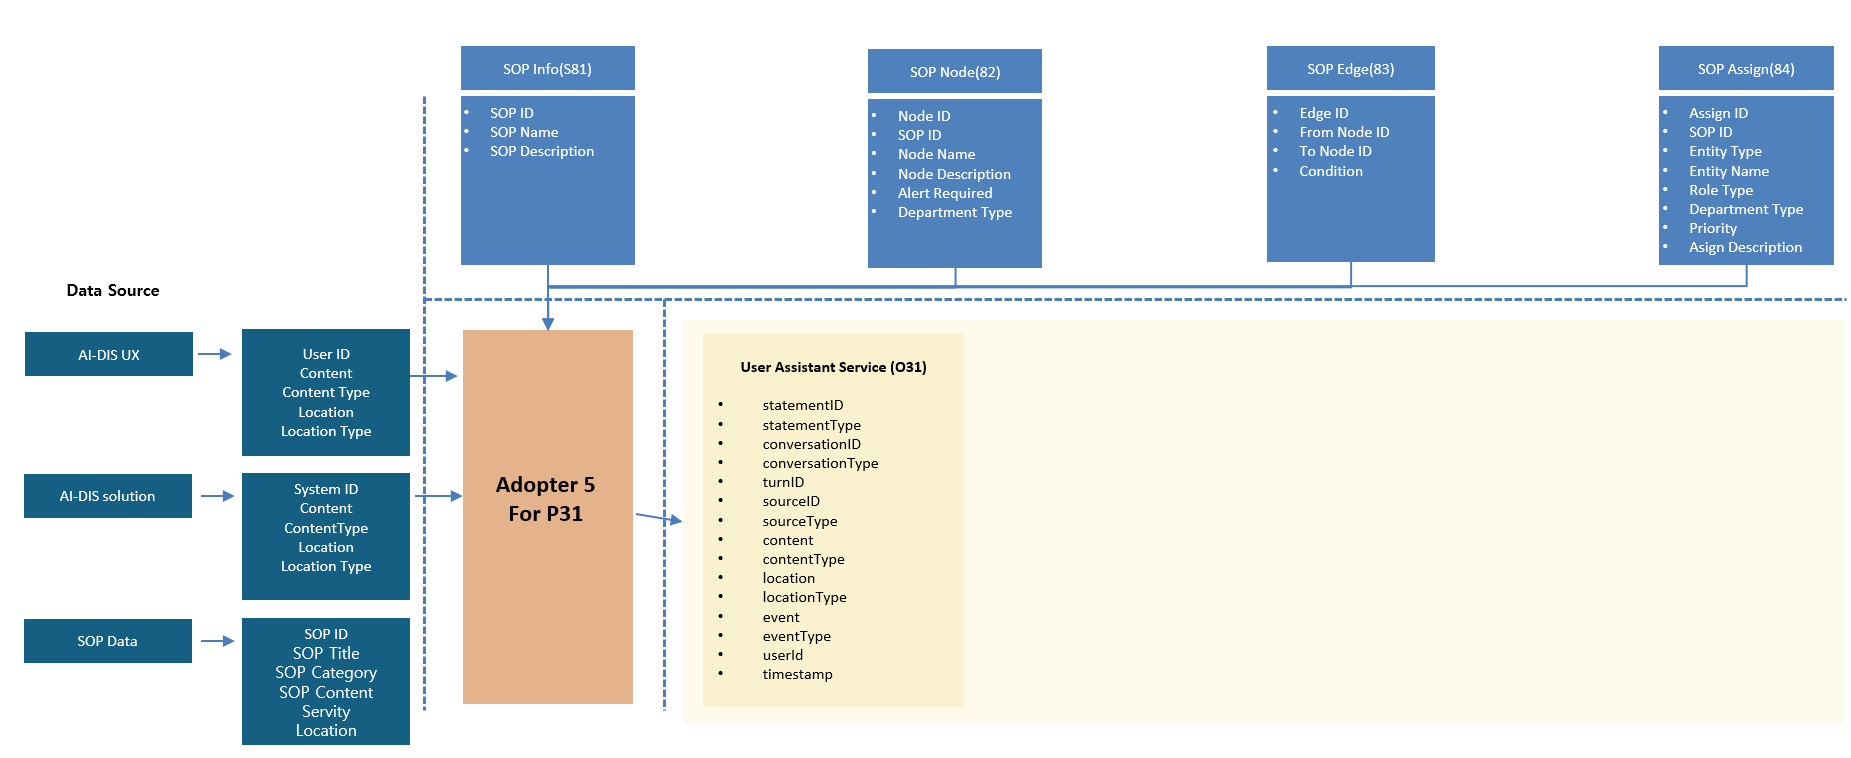 SOP Info(S81)
• SOP ID
• SOP Name
• SOP Description
SOP Node(82)
• Node ID
• SOP ID
• Node Name
• Node Description
• Alert Required
• Department Type
SOP Edge(83)
• Edge ID
• From Node ID
• To Node ID
• Condition
SOP Assign(84)
• Assign ID
• SOP ID
• Entity Type
• Entity Name
• Role Type
• Department Type
• Priority
• Asign Description
Data Source
AI-DIS UX
User ID
Content
Content Type
Location
Location Type
AI-DIS solution
System ID
Content
ContentType
Location
Location Type
SOP Data
SOP ID
SOP Title
SOP Category
SOP Content
Servity
Location
Adopter 5
For P31
User Assistant Service (O31)
• statementID
• statementType
• conversationID
• conversationType
• turnID
• sourceID
• sourceType
• content
• contentType
• location
• locationType
• event
• eventType
• userId
• timestamp